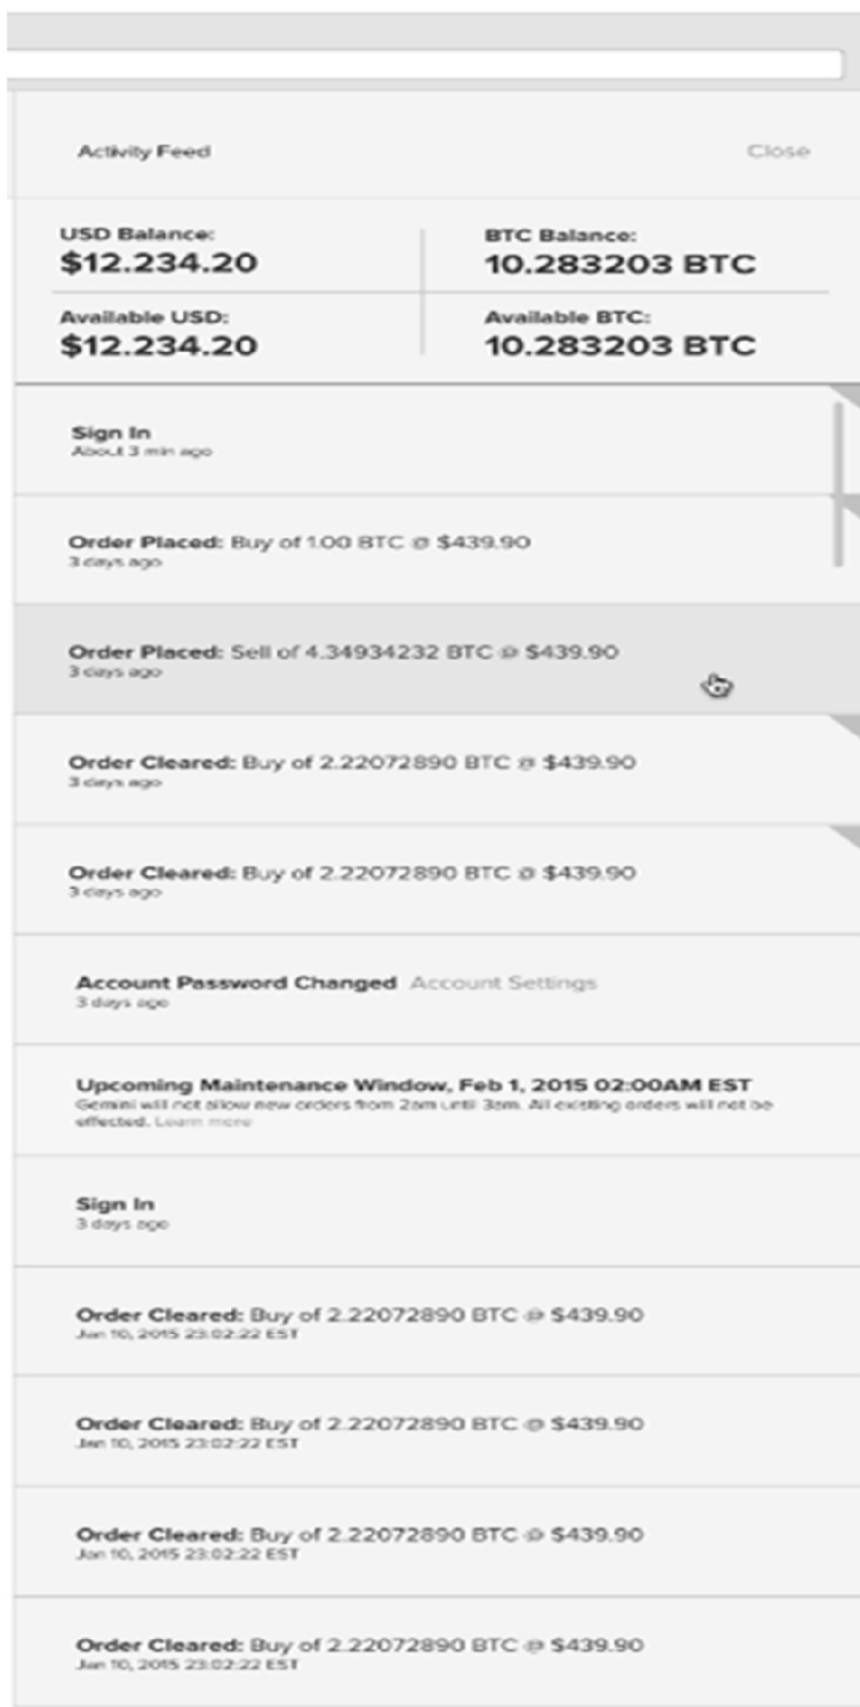 Activity Feed
Close
USD Balance:
$12.234.20
BTC Balance:
10.283203 BTC
Available USD:
$12.234.20
Available BTC:
10.283203 BTC
Sign In
About 3 min ago
Order Placed: Buy of 1.00 BTC @ $439.90
3 days ago
Order Placed: Sell of 4.34934232 BTC @ $439.90
3 days ago
Order Cleared: Buy of 2.22072890 BTC @ $439.90
3 days ago
Order Cleared: Buy of 2.22072890 BTC @ $439.90
3 days ago
Account Password Changed Account Settings
3 days ago
Upcoming Maintenance Window, Feb 1, 2015 02:00AM EST
Gemini will not allow new orders from 2am until 3am. All existing orders will not be
effected. Learn more
Sign In
3 days ago
Order Cleared: Buy of 2.22072890 BTC @ $439.90
Jan 10, 2015 23:02:22 EST
Order Cleared: Buy of 2.22072890 BTC @ $439.90
Jan 10, 2015 23:02:22 EST
Order Cleared: Buy of 2.22072890 BTC @ $439.90
Jan 10, 2015 23:02:22 EST
Order Cleared: Buy of 2.22072890 BTC @ $439.90
Jan 10, 2015 23:02:22 EST